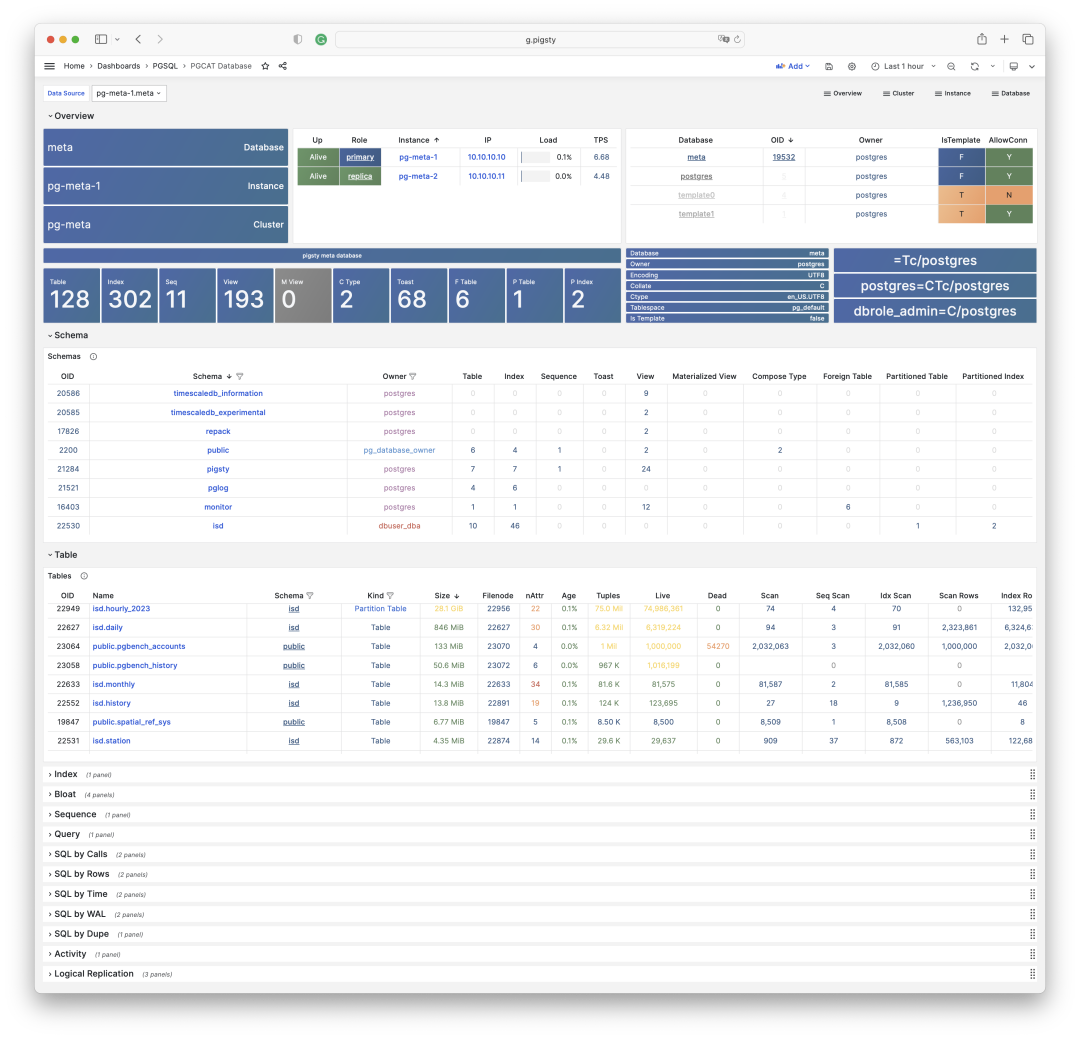 g.pigsty
Home › Dashboards › PGSQL › PGCAT Database
Add
Last 1 hour
Data Source pg-meta-1.meta
Overview Cluster Instance Database
Overview
meta Database
pg-meta-1 Instance
pg-meta Cluster
Up Role Instance IP Load TPS
Alive primary pg-meta-1 10.10.10.10 0.1% 6.68
Alive replica pg-meta-2 10.10.10.11 0.0% 4.48
Database OID Owner IsTemplate AllowConn
meta 19532 postgres F Y
postgres postgres F Y
template0 postgres T N
template1 postgres T Y
pigsty meta database
Table 128
Index 302
Seq 11
View 193
M View 0
C Type 2
Toast 68
F Table 6
P Table 1
P Index 2
Database meta
Owner postgres
Encoding UTF8
Collate C
Ctype en_US.UTF8
Tablespace pg_default
Is Template false
=Tc/postgres
postgres=CTc/postgres
dbrole_admin=C/postgres
Schema
Schemas
OID Schema Owner Table Index Sequence Toast View Materialized View Compose Type Foreign Table Partitioned Table Partitioned Index
20586 timescaledb_information postgres 0 0 0 0 9 0 0 0 0 0
20585 timescaledb_experimental postgres 0 0 0 0 2 0 0 0 0 0
17826 repack postgres 0 0 0 0 2 0 0 0 0 0
2200 public pg_database_owner 6 4 1 0 2 0 2 0 0 0
21284 pigsty postgres 7 7 1 0 24 0 0 0 0 0
21521 pglog postgres 4 6 0 0 0 0 0 0 0 0
16403 monitor postgres 1 1 0 0 12 0 0 6 0 0
22530 isd dbuser_dba 10 46 0 0 0 0 0 0 1 2
Table
Tables
OID Name Schema Kind Size Filenode nAttr Age Tuples Live Dead Scan Seq Scan Idx Scan Scan Rows Index Ro
22949 isd.hourly_2023 isd Partition Table 28.1 GiB 22956 22 0.1% 75.0 Mil 74,986,361 0 74 4 70 0 132,95
22627 isd.daily isd Table 846 MiB 22627 30 0.1% 6.32 Mil 6,319,224 0 94 3 91 2,323,861 6,324,6
23064 public.pgbench_accounts public Table 133 MiB 23070 4 0.0% 1 Mil 1,000,000 54270 2,032,063 3 2,032,060 1,000,000 2,032,0
23058 public.pgbench_history public Table 50.6 MiB 23072 6 0.0% 967 K 1,016,199 0 0 0 0
22633 isd.monthly isd Table 14.3 MiB 22633 34 0.1% 81.6 K 81,575 0 81,587 2 81,585 0 11,804
22552 isd.history isd Table 13.8 MiB 22891 19 0.1% 124 K 123,695 0 27 18 9 1,236,950 46
19847 public.spatial_ref_sys public Table 6.77 MiB 19847 5 0.1% 8.50 K 8,500 0 8,509 1 8,508 0 8
22531 isd.station isd Table 4.35 MiB 22874 14 0.1% 29.6 K 29,637 0 909 37 872 563,103 122,68
Index (1 panel)
Bloat (4 panels)
Sequence (1 panel)
Query (1 panel)
SQL by Calls (2 panels)
SQL by Rows (2 panels)
SQL by Time (2 panels)
SQL by WAL (2 panels)
SQL by Dupe (1 panel)
Activity (1 panel)
Logical Replication (3 panels)